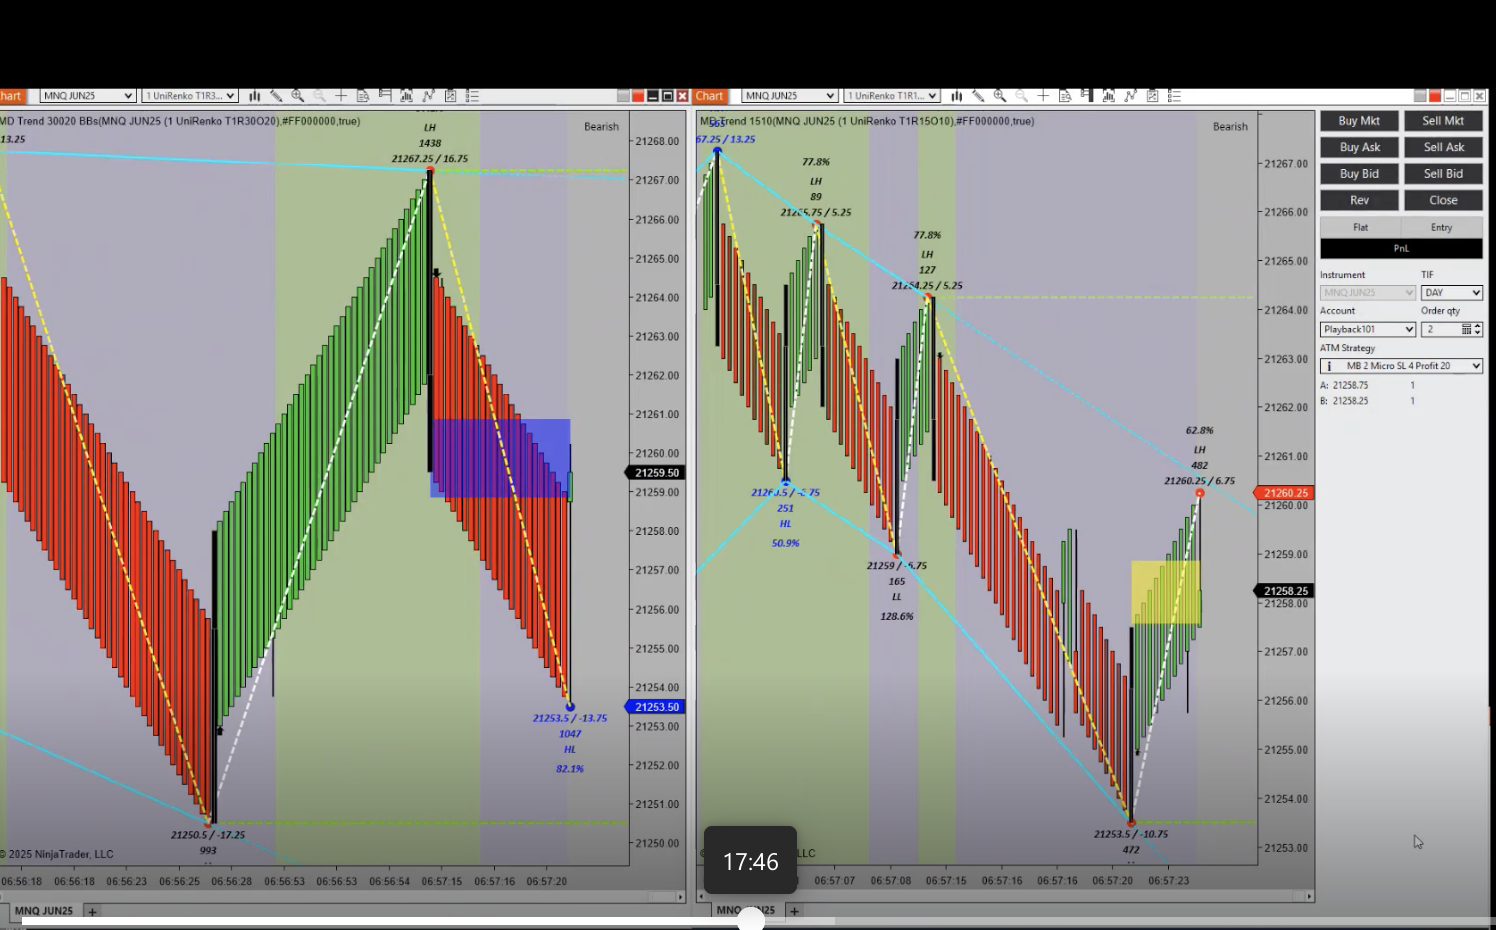 Chart
MNQ JUN25
1 UniRenko T1R3...
Chart
MNQ JUN25
1 UniRenko T1R1...
MD Trend 30020 BBs(MNQ JUN25 (1 UniRenko T1R30O20),#FF000000,true)
Bearish
13.25
LH
1438
21267.25 / 16.75
21268.00
21267.00
21266.00
21265.00
21264.00
21263.00
21262.00
21261.00
21260.00
21259.50
21259.00
21258.00
21257.00
21256.00
21255.00
21254.00
21253.50
21253.00
21252.00
21251.00
21250.00
21253.5 / -13.75
1047
HL
82.1%
21250.5 / -17.25
993
© 2025 NinjaTrader, LLC
06:56:18
06:56:18
06:56:23
06:56:25
06:56:28
06:56:53
06:56:53
06:56:54
06:57:15
06:57:16
06:57:20
MNQ JUN25
+
MD Trend 1510(MNQ JUN25 (1 UniRenko T1R15O10),#FF000000,true)
Bearish
67.25 / 13.25
77.8%
LH
89
21265.75 / 5.25
77.8%
LH
127
21264.25 / 5.25
21260.5 / -6.75
251
HL
50.9%
21259 / -6.75
165
LL
128.6%
62.8%
LH
482
21260.25 / 6.75
21253.5 / -10.75
472
21267.00
21266.00
21265.00
21264.00
21263.00
21262.00
21261.00
21260.25
21260.00
21259.00
21258.25
21258.00
21257.00
21256.00
21255.00
21254.00
21253.00
LLC
17:46
06:57:07
06:57:08
06:57:15
06:57:16
06:57:16
06:57:20
06:57:23
+
Buy Mkt
Sell Mkt
Buy Ask
Sell Ask
Buy Bid
Sell Bid
Rev
Close
Flat
Entry
PnL
Instrument
TIF
MNQ JUN25
DAY
Account
Order qty
Playback101
2
ATM Strategy
MB 2 Micro SL 4 Profit 20
A: 21258.75 1
B: 21258.25 1